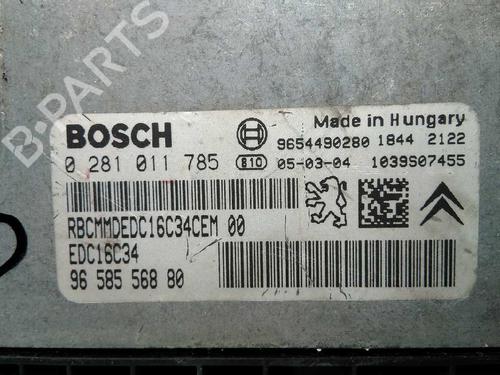 B-PARTS
BOSCH
Made in Hungary
9654490280 1844 2122
0 281 011 785 810 05-03-04 1039S07455
RBCMMDEDC16C34CEM 00
EDC16C34
96 585 568 80